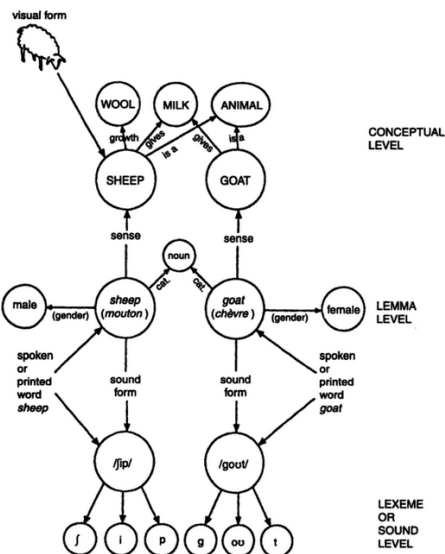 visual form
WOOL MILK ANIMAL
growth gives is a gives is a
CONCEPTUAL
LEVEL
SHEEP GOAT
sense sense
noun
cat. cat.
male (gender) sheep
(mouton) goat
(chèvre) (gender) female
LEMMA
LEVEL
spoken
or
printed
word
sheep
sound
form
sound
form
spoken
or
printed
word
goat
/ʃip/ /goʊt/
ʃ i p g oʊ t
LEXEME
OR
SOUND
LEVEL